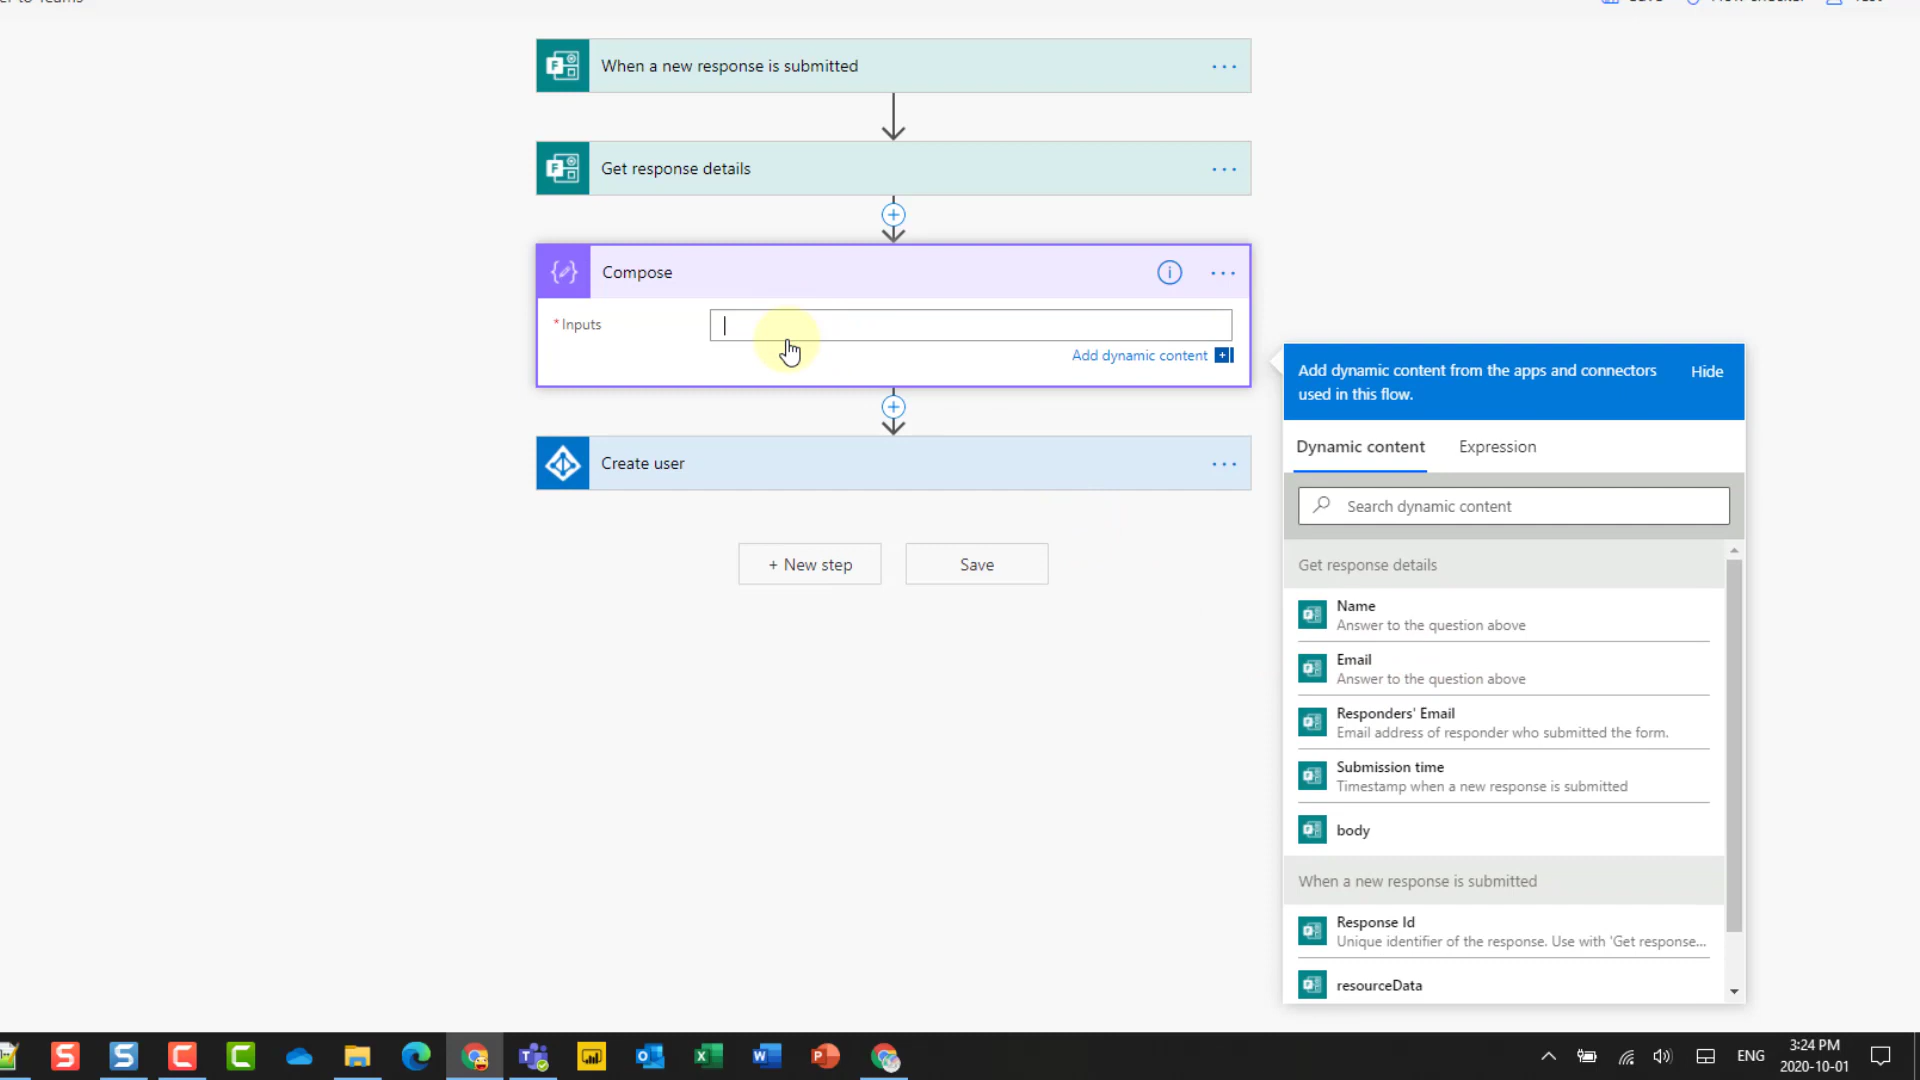 When a new response is submitted
Get response details
Compose
* Inputs
Add dynamic content
Create user
+ New step
Save
Add dynamic content from the apps and connectors
used in this flow.
Hide
Dynamic content
Expression
Search dynamic content
Get response details
Name
Answer to the question above
Email
Answer to the question above
Responders' Email
Email address of responder who submitted the form.
Submission time
Timestamp when a new response is submitted
body
When a new response is submitted
Response Id
Unique identifier of the response. Use with 'Get response...
resourceData
ENG
3:24 PM
2020-10-01